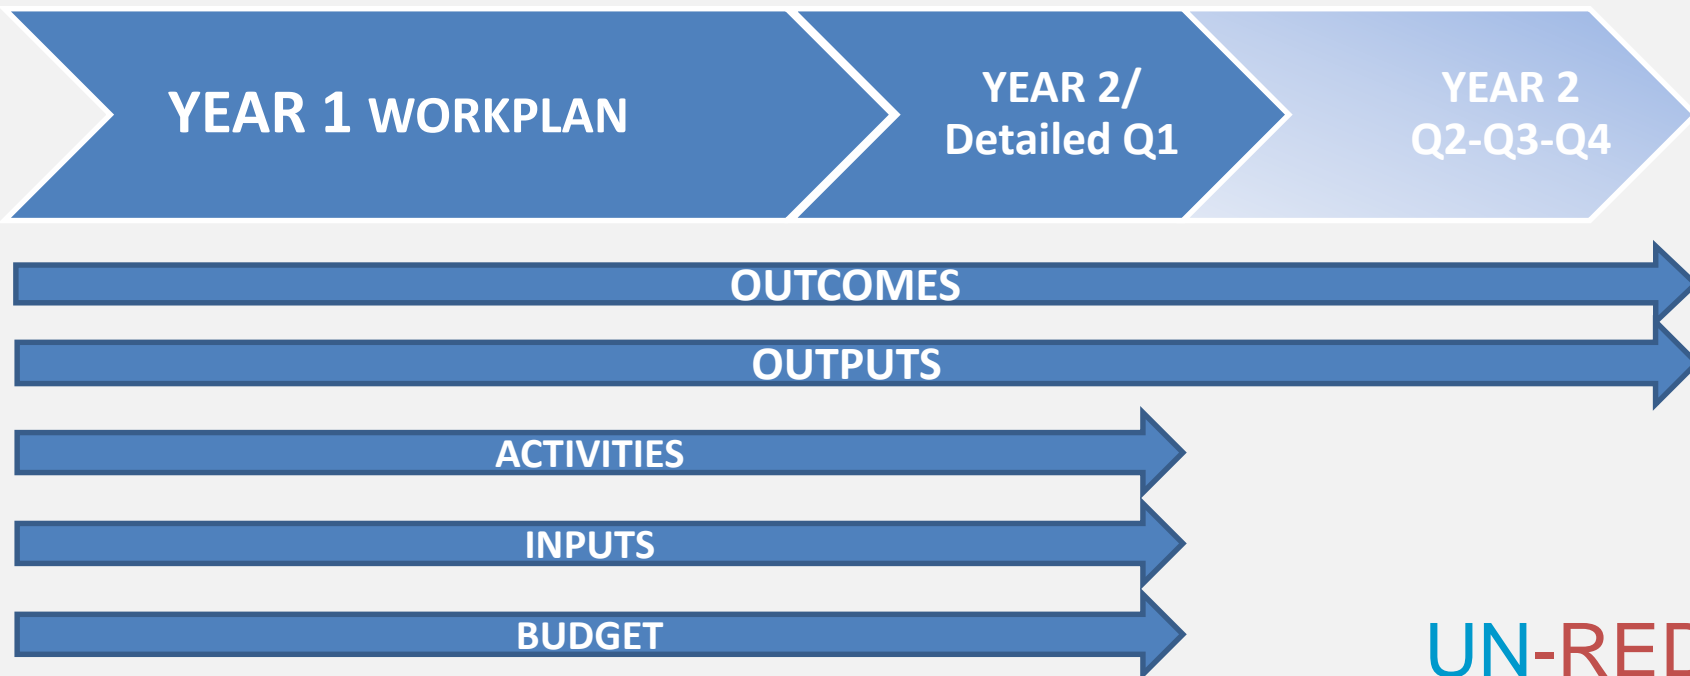 YEAR 1 WORKPLAN
YEAR 2/
Detailed Q1
YEAR 2
Q2-Q3-Q4
OUTCOMES
OUTPUTS
ACTIVITIES
INPUTS
BUDGET
UN-RED